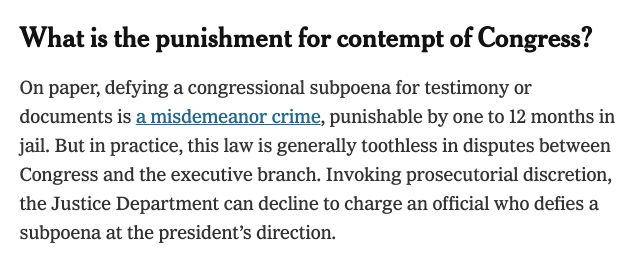 What is the punishment for contempt of Congress?
On paper, defying a congressional subpoena for testimony or
documents is a misdemeanor crime, punishable by one to 12 months in
jail. But in practice, this law is generally toothless in disputes between
Congress and the executive branch. Invoking prosecutorial discretion,
the Justice Department can decline to charge an official who defies a
subpoena at the president’s direction.